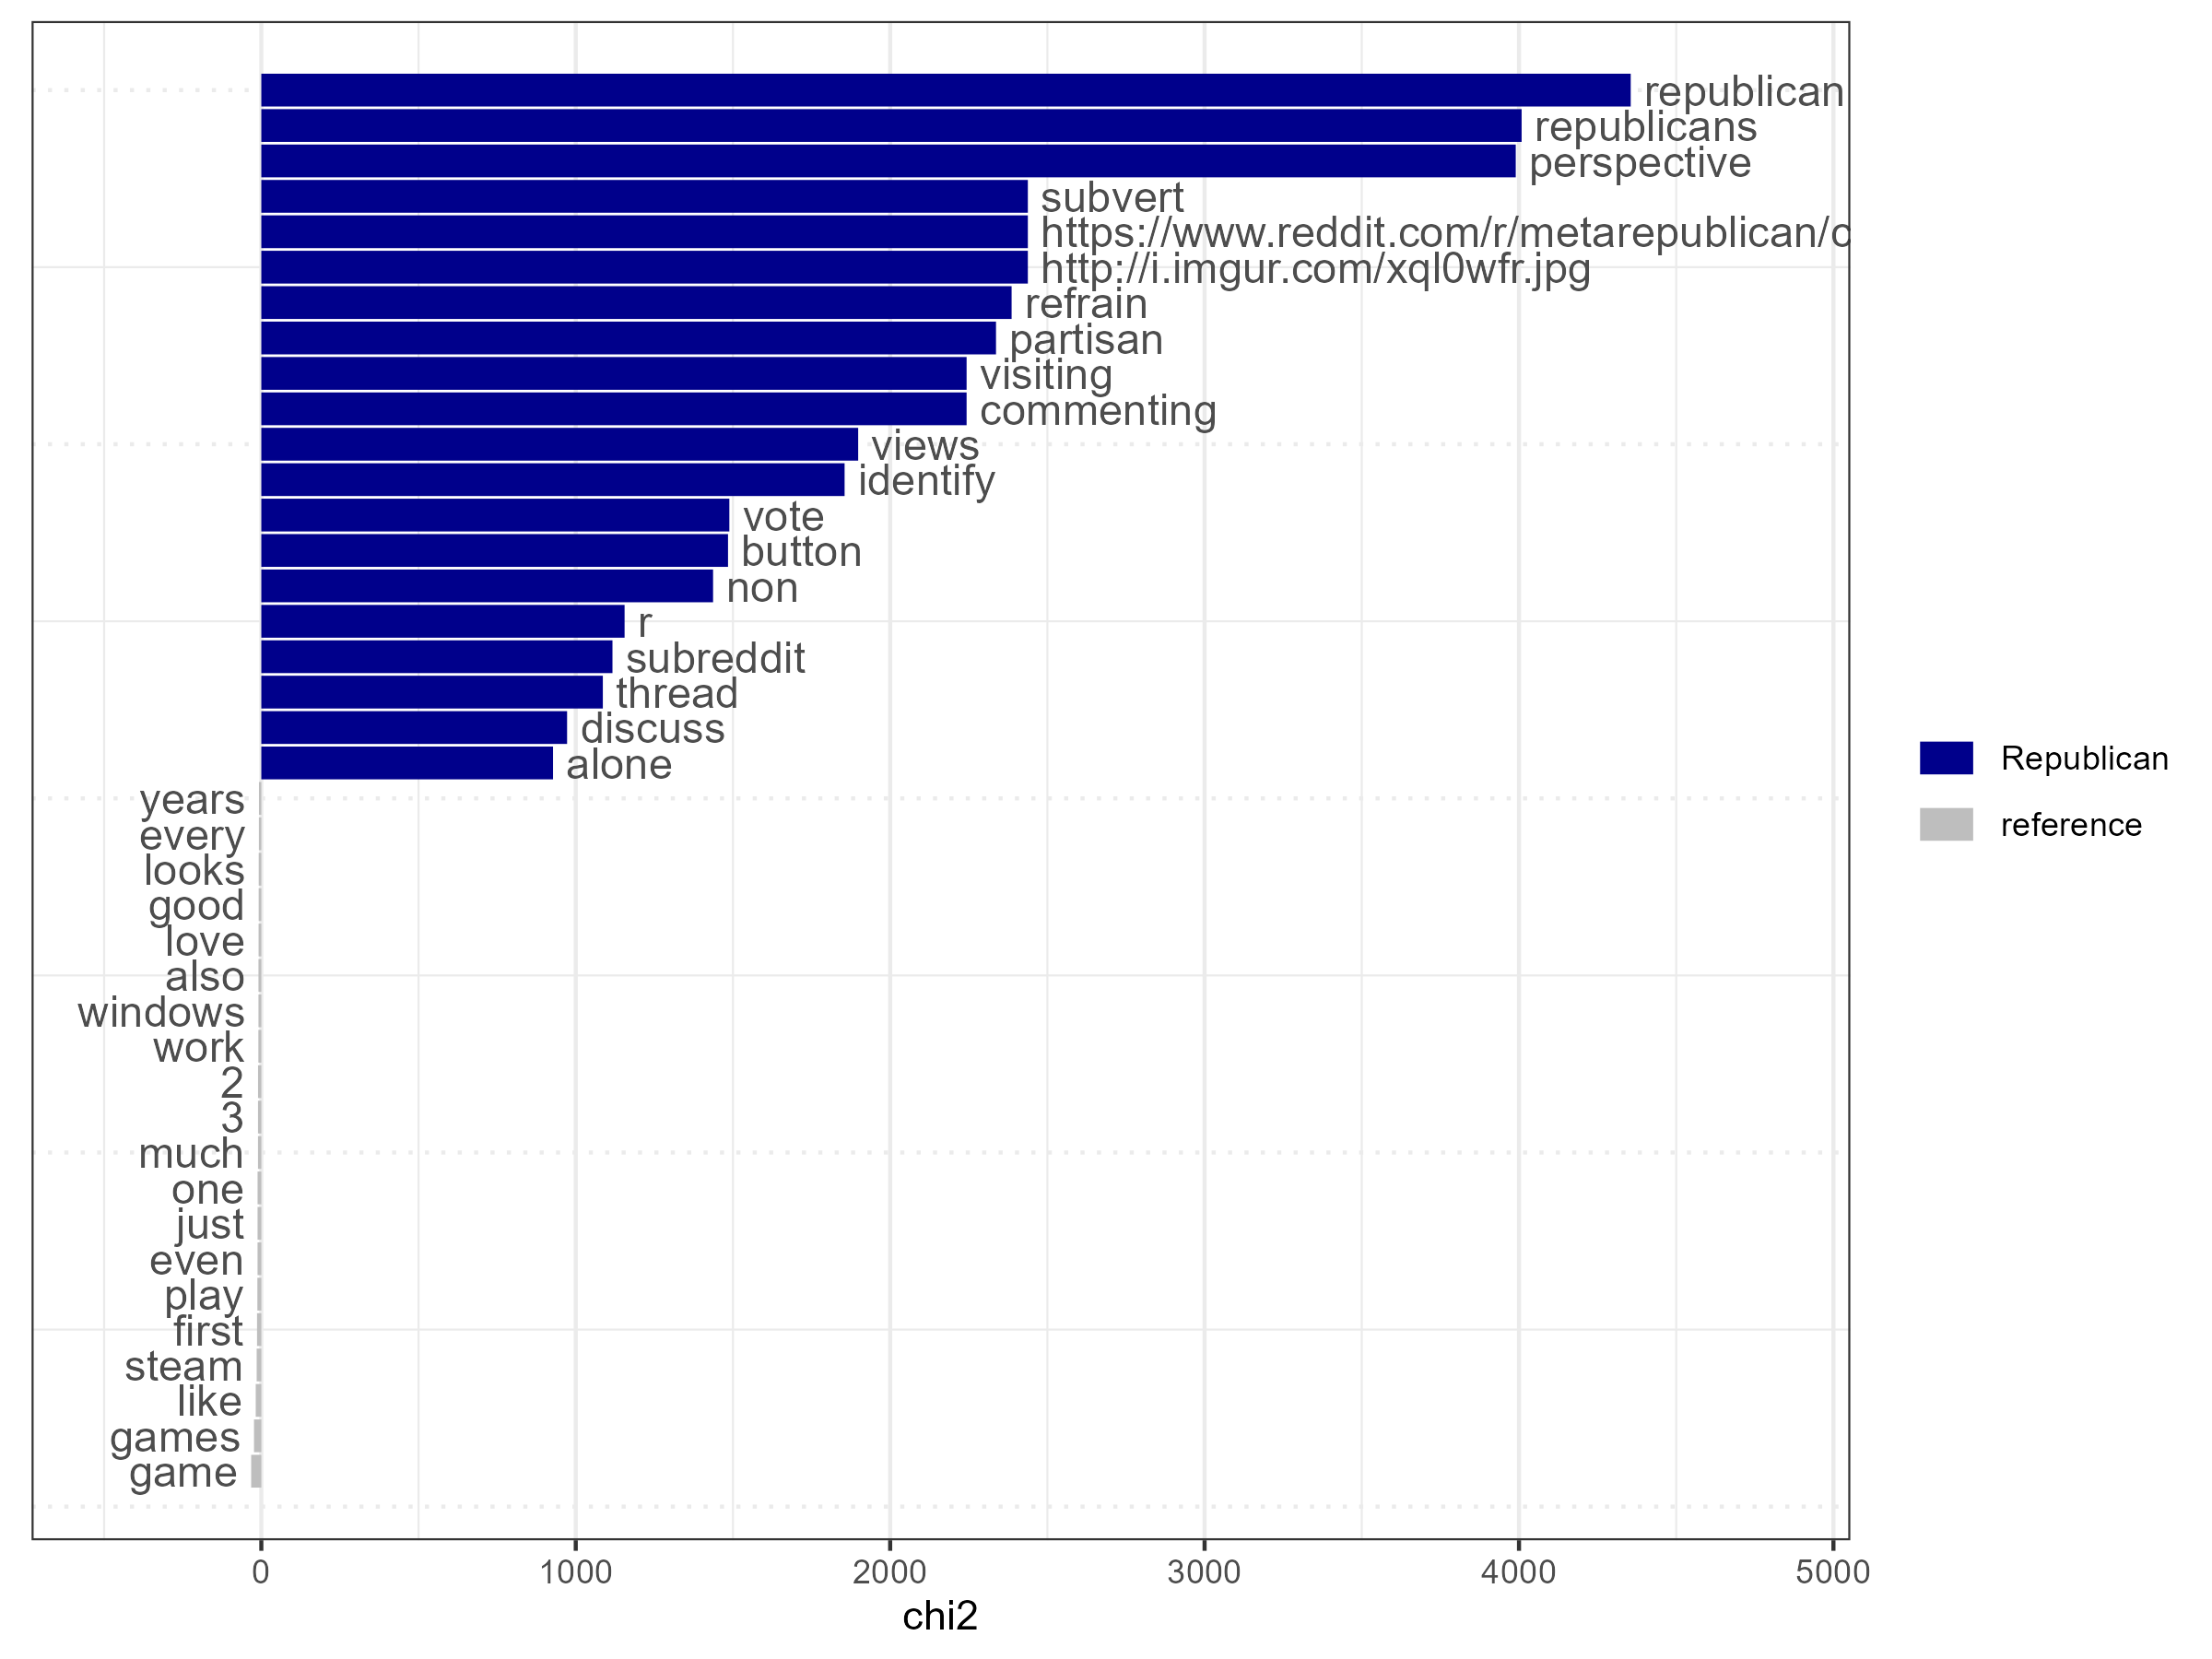 republican
republicans
perspective
subvert
https://www.reddit.com/r/metarepublican/c
http://i.imgur.com/xql0wfr.jpg
refrain
partisan
visiting
commenting
views
identify
vote
button
non
r
subreddit
thread
discuss
alone
years
every
looks
good
love
also
windows
work
2
3
much
one
just
even
play
first
steam
like
games
game
0 1000 2000 3000 4000 5000
chi2
Republican
reference